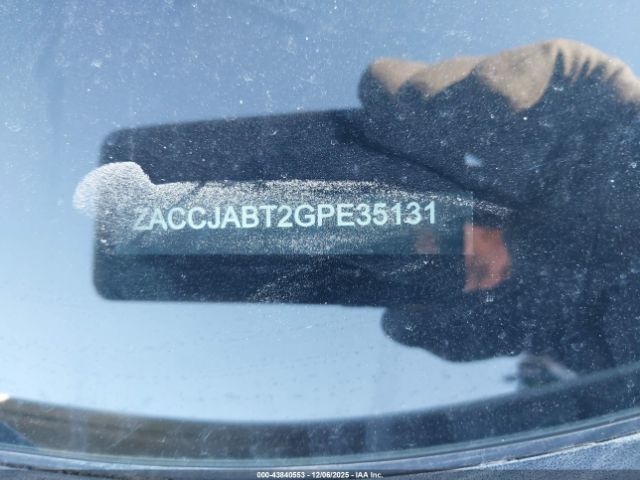 ZACCJABT2GPE35131
000-43840553 - 12/06/2025 - IAA Inc.